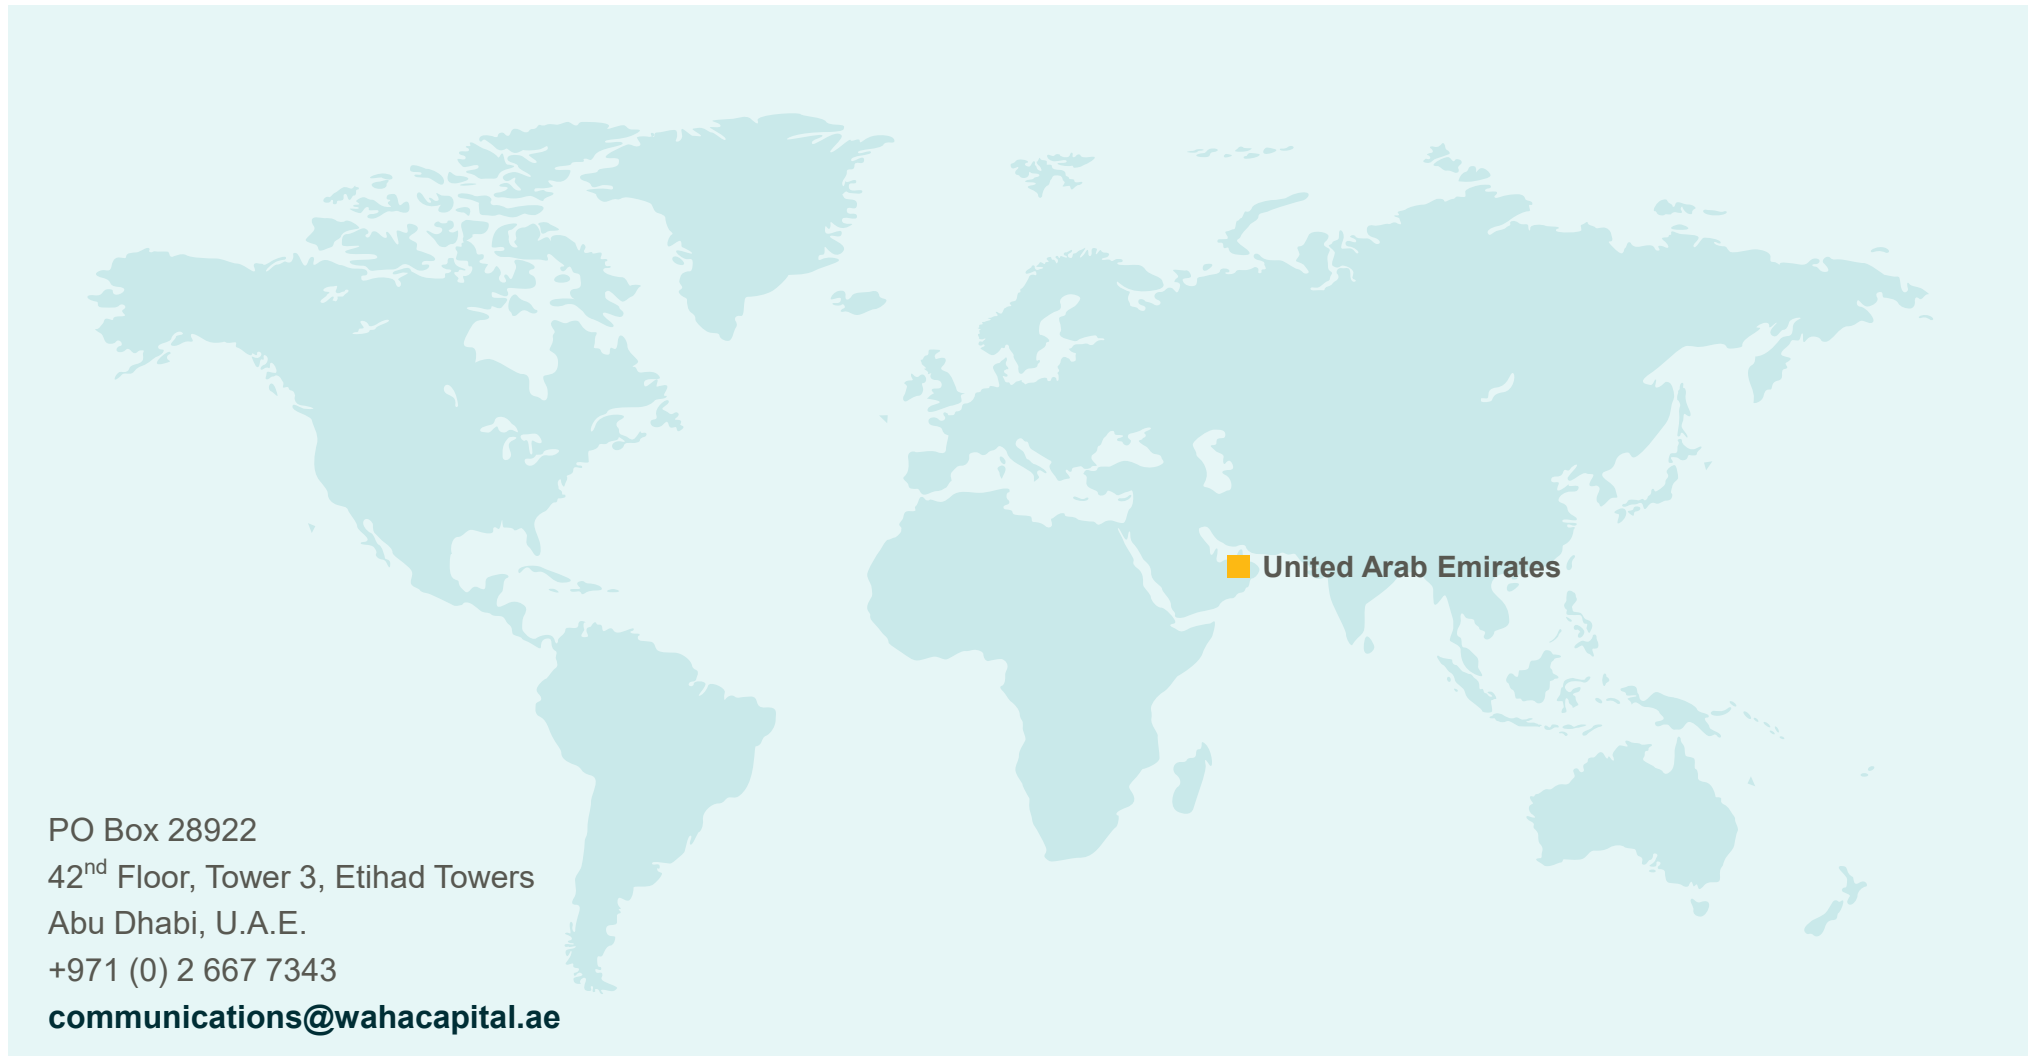 United Arab Emirates
PO Box 28922
42nd Floor, Tower 3, Etihad Towers
Abu Dhabi, U.A.E.
+971 (0) 2 667 7343
communications@wahacapital.ae